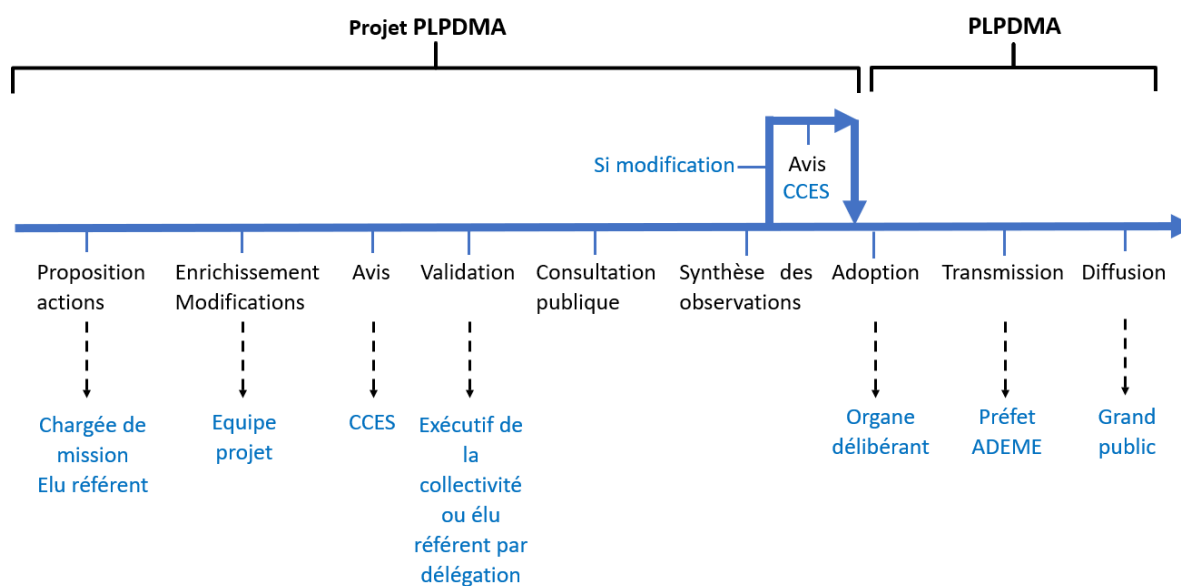 Projet PLPDMA
PLPDMA
Si modification
Avis
CCES
Proposition
actions
Enrichissement
Modifications
Avis
Validation
Consultation
publique
Synthèse des
observations
Adoption
Transmission
Diffusion
Chargée de
mission
Elu référent
Equipe
projet
CCES
Exécutif de
la
collectivité
ou élu
référent par
délégation
Organe
délibérant
Préfet
ADEME
Grand
public